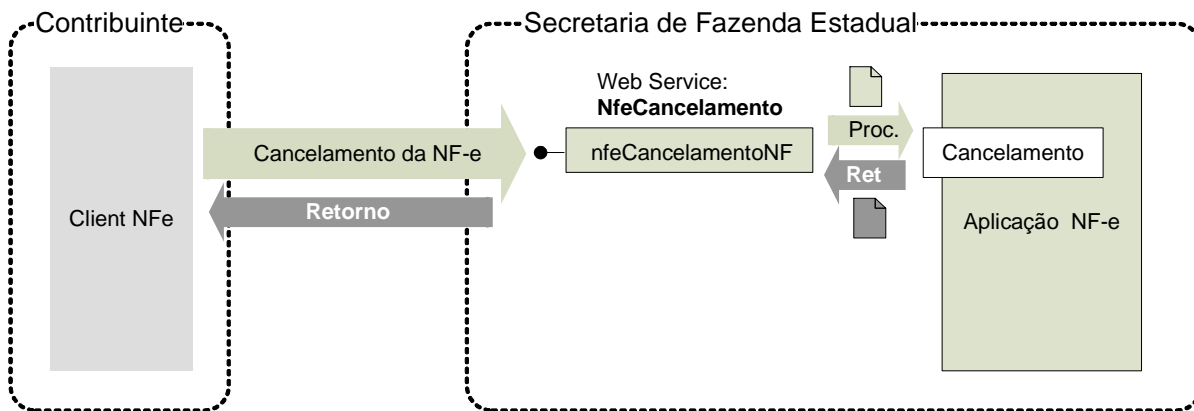 Contribuinte
Secretaria de Fazenda Estadual
Web Service:
NfeCancelamento
Cancelamento da NF-e
nfeCancelamentoNF
Proc.
Cancelamento
Ret
Retorno
Client NFe
Aplicação NF-e